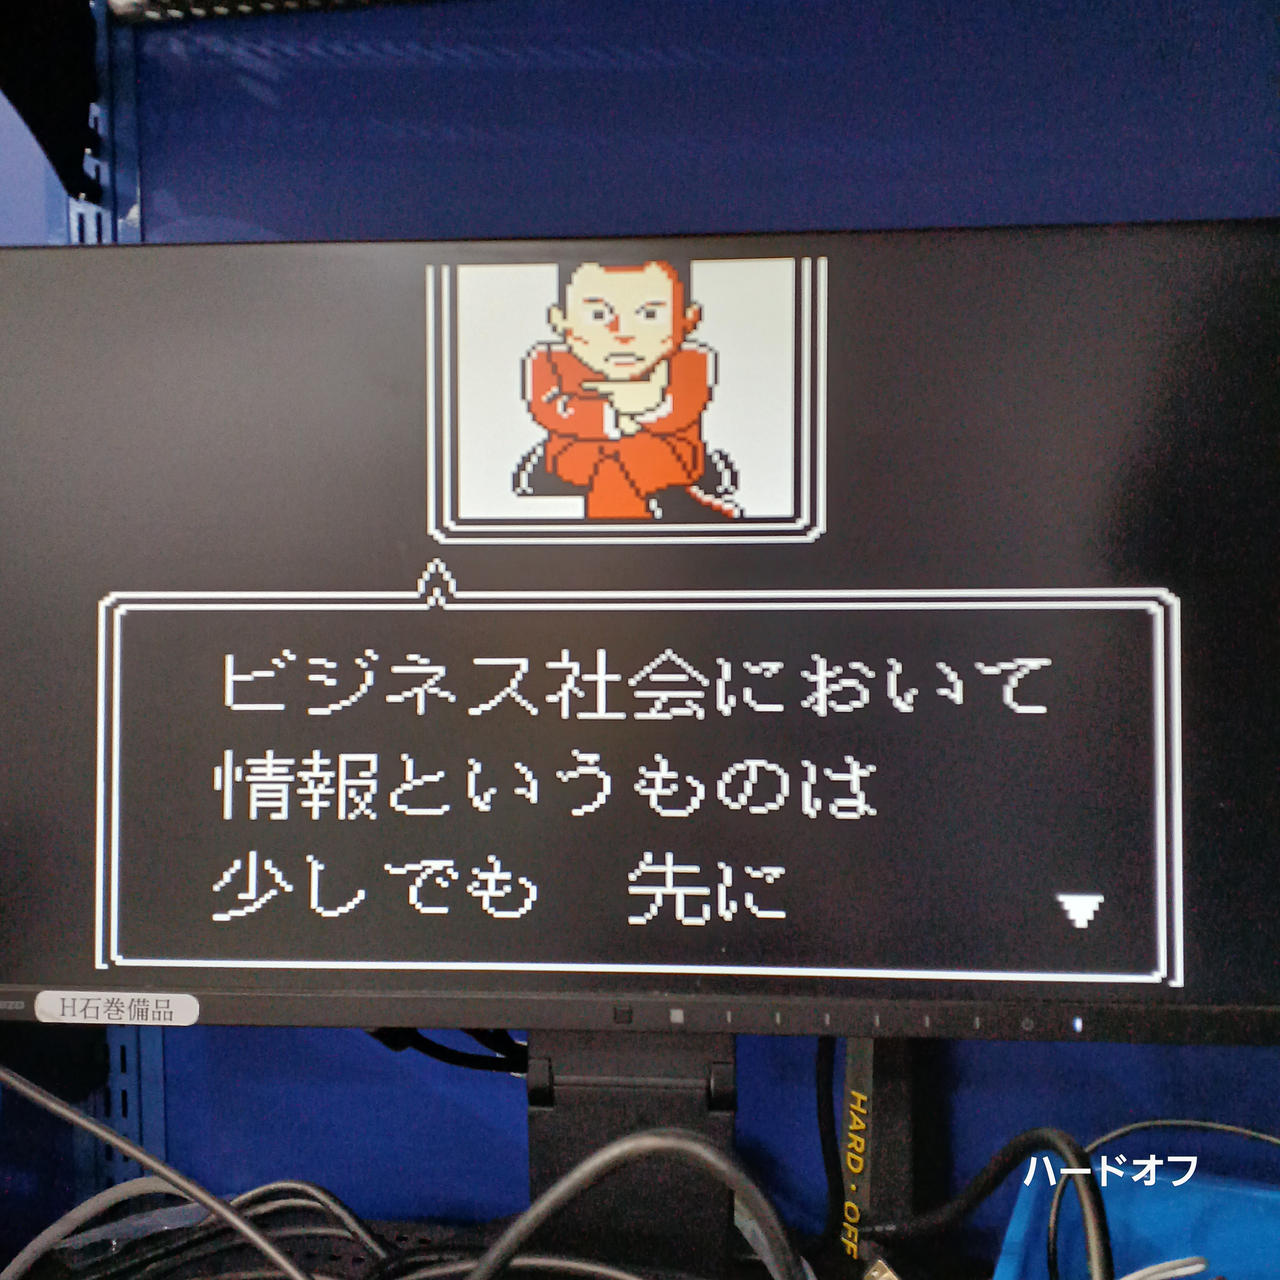 ビジネス社会において
情報というものは
少しでも 先に
H石巻備品
HARD・OFF
ハードオフ